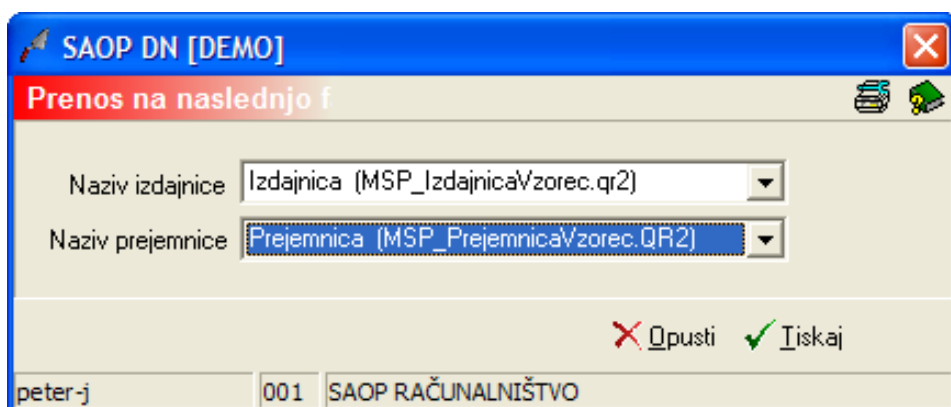 SAOP DN [DEMO]
Prenos na naslednjo f
Naziv izdajnice Izdajnica (MSP_IzdajnicaVzorec.qr2)
Naziv prejemnice Prejemnica (MSP_PrejemnicaVzorec.QR2)
Opusti Tiskaj
peter-j 001 SAOP RAČUNALNIŠTVO